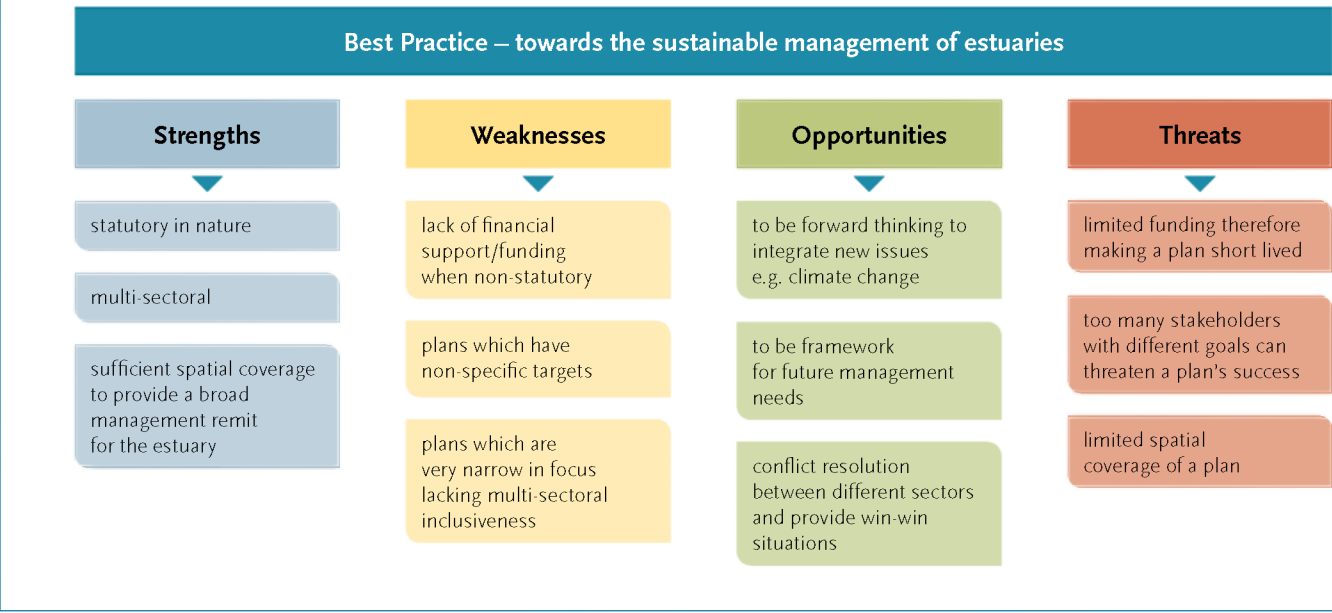 Best Practice – towards the sustainable management of estuaries
Strengths
statutory in nature
multi-sectoral
sufficient spatial coverage
to provide a broad
management remit
for the estuary
Weaknesses
lack of financial
support/funding
when non-statutory
plans which have
non-specific targets
plans which are
very narrow in focus
lacking multi-sectoral
inclusiveness
Opportunities
to be forward thinking to
integrate new issues
e.g. climate change
to be framework
for future management
needs
conflict resolution
between different sectors
and provide win-win
situations
Threats
limited funding therefore
making a plan short lived
too many stakeholders
with different goals can
threaten a plan's success
limited spatial
coverage of a plan